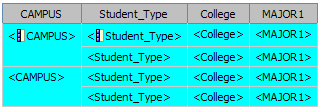 CAMPUS Student_Type College MAJOR1
<CAMPUS> <Student_Type> <College> <MAJOR1>
<Student_Type> <College> <MAJOR1>
<CAMPUS> <Student_Type> <College> <MAJOR1>
<Student_Type> <College> <MAJOR1>